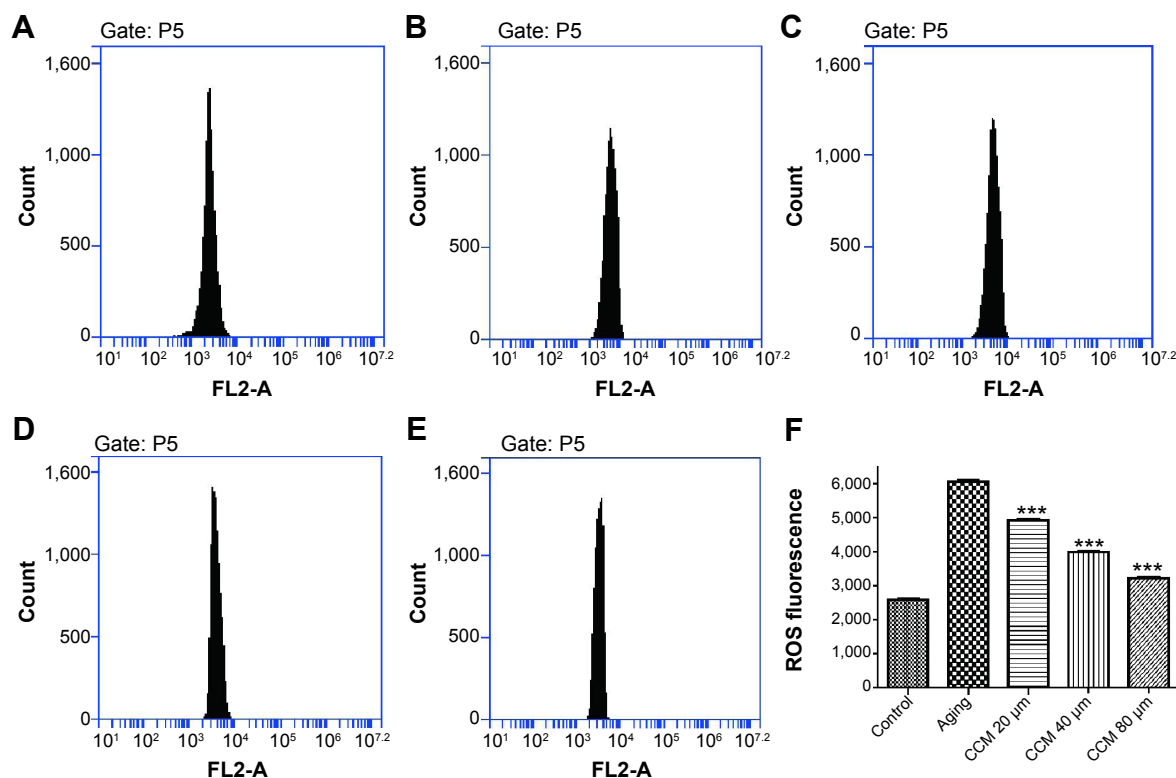 A
Gate: P5
1,600
1,000
500
0
Count
10¹ 10² 10³ 10⁴ 10⁵ 10⁶ 10⁷·²
FL2-A
B
Gate: P5
1,600
1,000
500
0
Count
10¹ 10² 10³ 10⁴ 10⁵ 10⁶ 10⁷·²
FL2-A
C
Gate: P5
1,600
1,000
500
0
Count
10¹ 10² 10³ 10⁴ 10⁵ 10⁶ 10⁷·²
FL2-A
D
Gate: P5
1,600
1,000
500
0
Count
10¹ 10² 10³ 10⁴ 10⁵ 10⁶ 10⁷·²
FL2-A
E
Gate: P5
1,600
1,000
500
0
Count
10¹ 10² 10³ 10⁴ 10⁵ 10⁶ 10⁷·²
FL2-A
F
6,000
5,000
4,000
3,000
2,000
1,000
0
ROS fluorescence
***
***
***
Control
Aging
CCM 20 µm
CCM 40 µm
CCM 80 µm